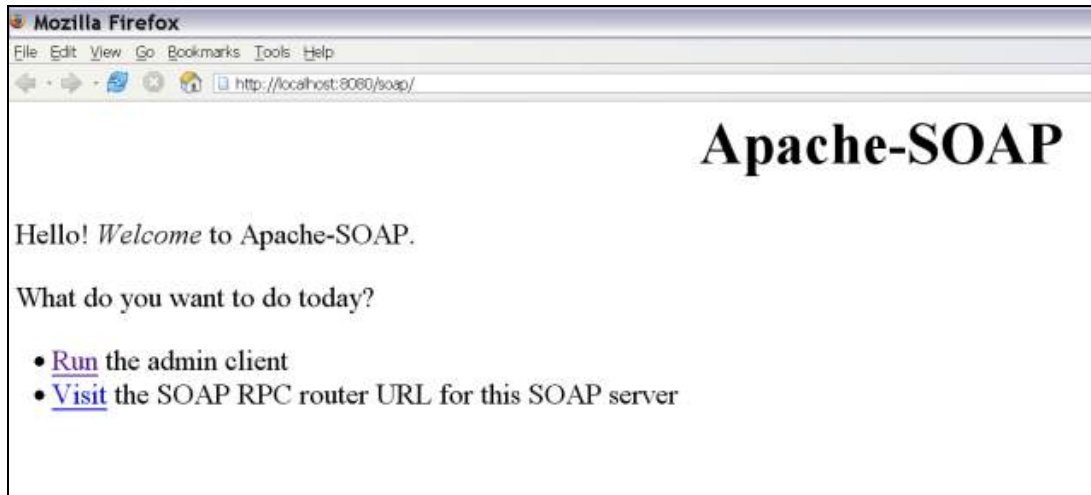 Mozilla Firefox
File Edit View Go Bookmarks Tools Help
http://localhost:8080/soap/
Apache-SOAP
Hello! Welcome to Apache-SOAP.
What do you want to do today?
• Run the admin client
• Visit the SOAP RPC router URL for this SOAP server